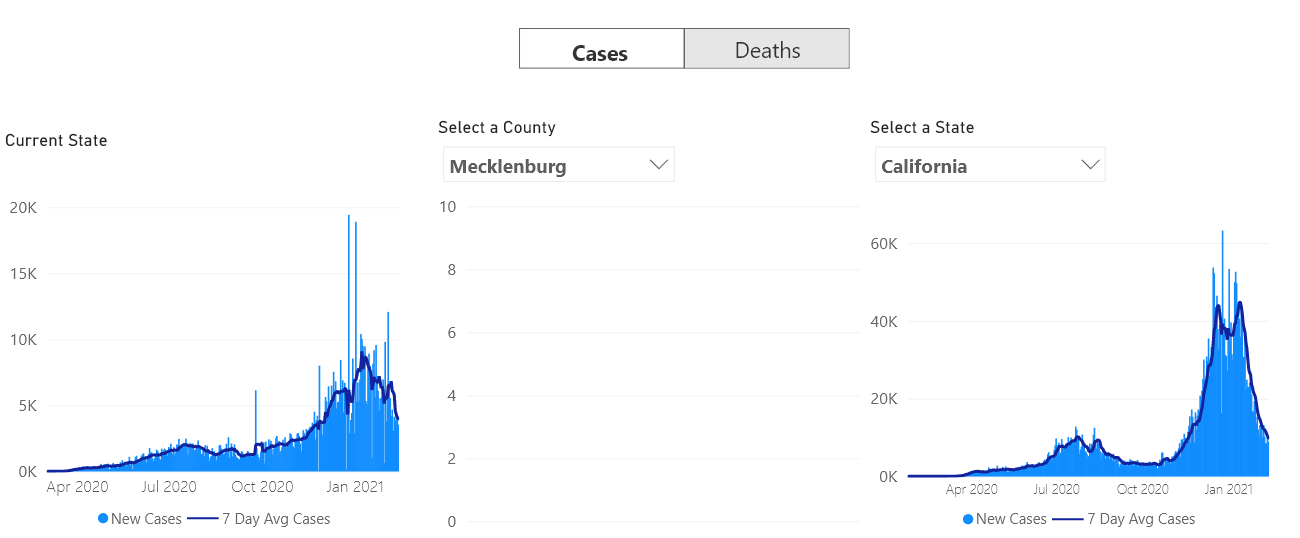 Cases
Deaths
Current State
Select a County
Mecklenburg
Select a State
California
20K
15K
10K
5K
0K
Apr 2020
Jul 2020
Oct 2020
Jan 2021
New Cases
7 Day Avg Cases
10
8
6
4
2
0
60K
40K
20K
0K
Apr 2020
Jul 2020
Oct 2020
Jan 2021
New Cases
7 Day Avg Cases